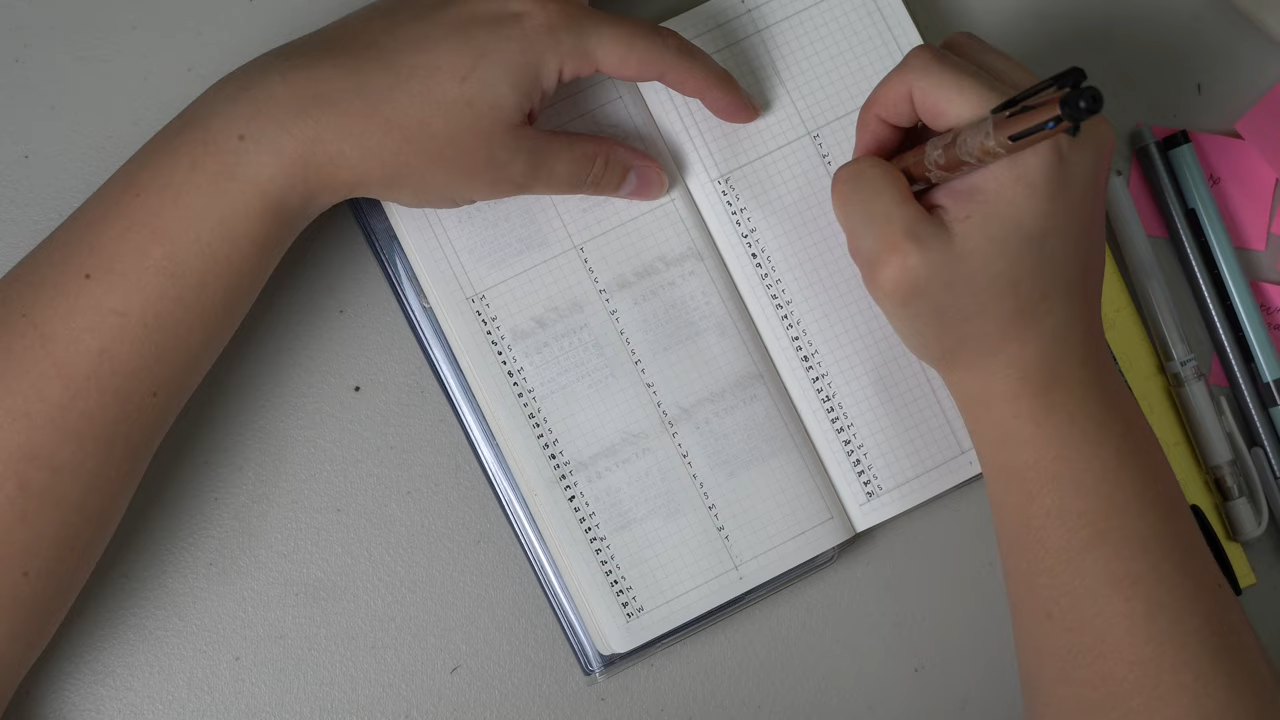 1 M
2 T
3 W
4 T
5 F
6 S
7 S
8 M
9 T
10 W
11 T
12 F
13 S
14 S
15 M
16 T
17 W
18 T
19 F
20 S
21 S
22 M
23 T
24 W
25 T
26 F
27 S
28 S
29 M
30 T
31 W
T
F
S
S
M
T
W
T
F
S
S
M
T
W
T
F
S
S
M
T
W
T
F
S
S
M
T
W
T
1 F
2 S
3 S
4 M
5 T
6 W
7 T
8 F
9 S
10 S
11 M
12 T
13 W
14 T
15 F
16 S
17 S
18 M
19 T
20 W
21 T
22 F
23 S
24 S
25 M
26 T
27 W
28 T
29 F
30 S
31 S
M
T
W
T